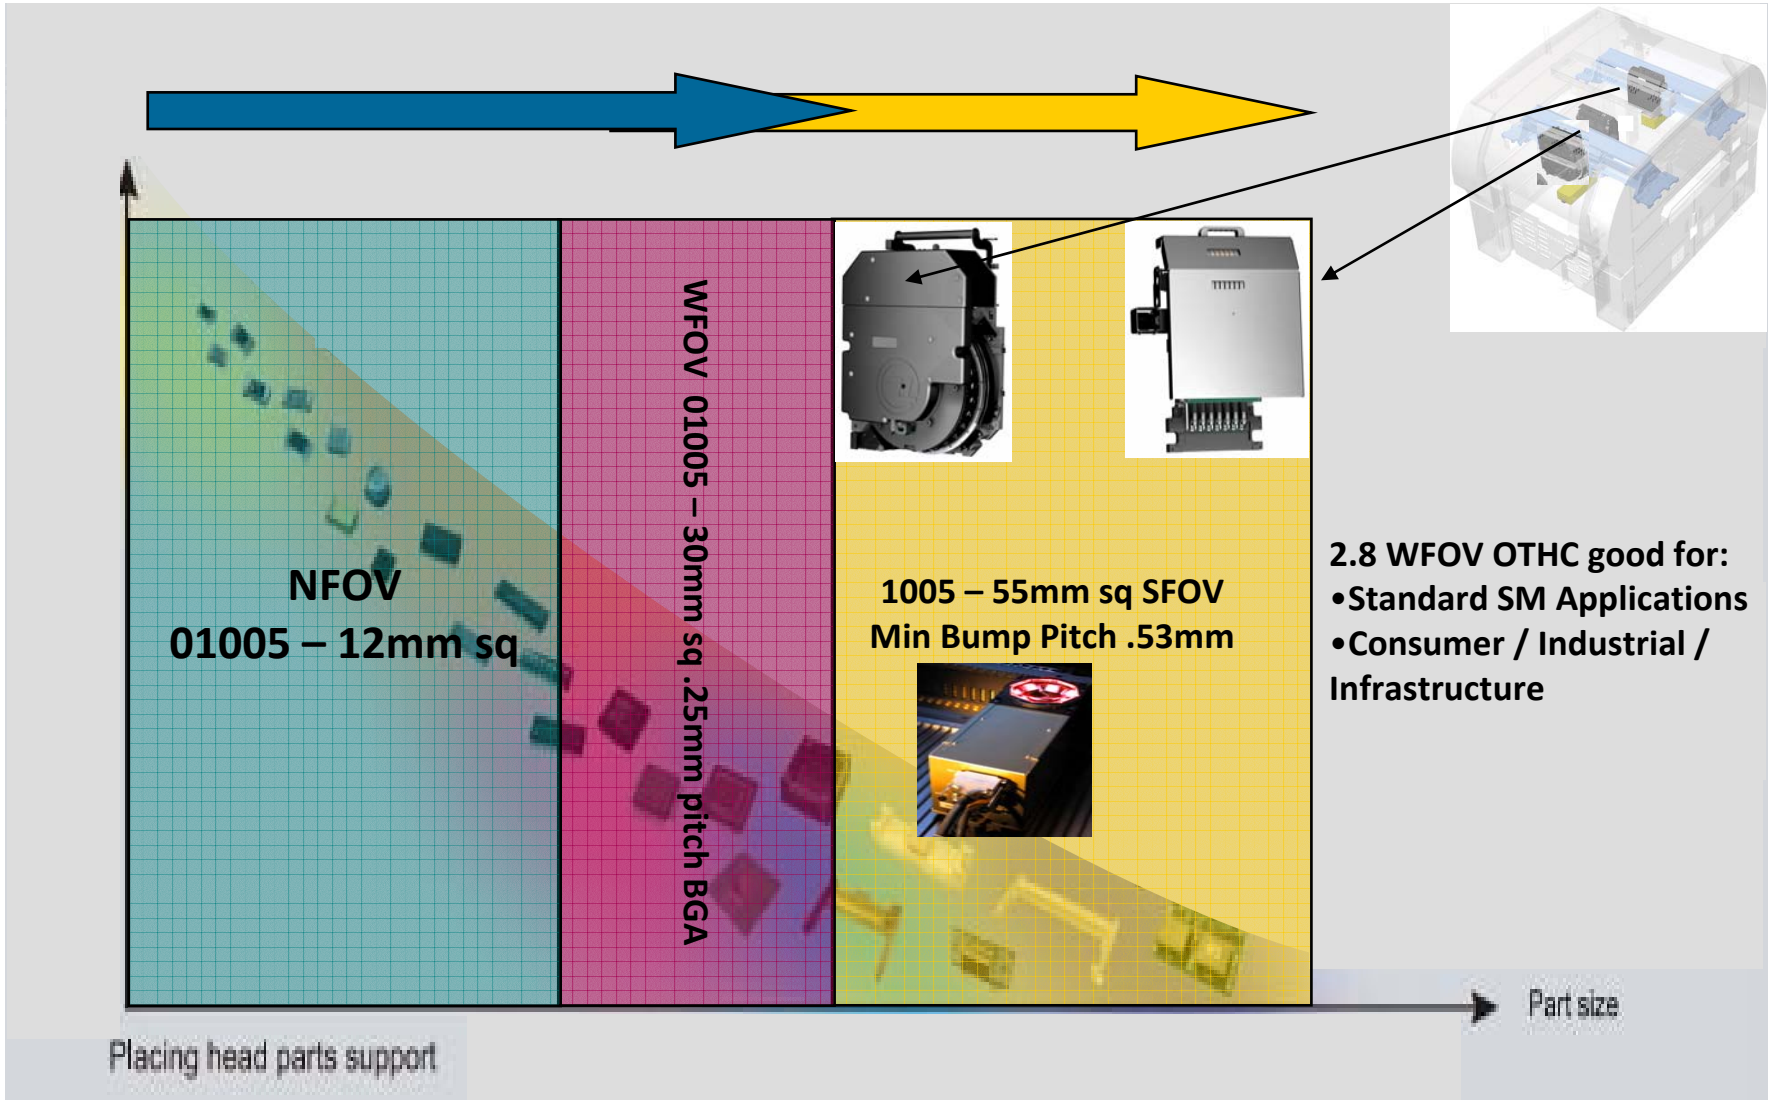 NFOV
01005 – 12mm sq
WFOV 01005 – 30mm sq .25mm pitch BGA
1005 – 55mm sq SFOV
Min Bump Pitch .53mm
2.8 WFOV OTHC good for:
•Standard SM Applications
•Consumer / Industrial /
Infrastructure
Part size
Placing head parts support